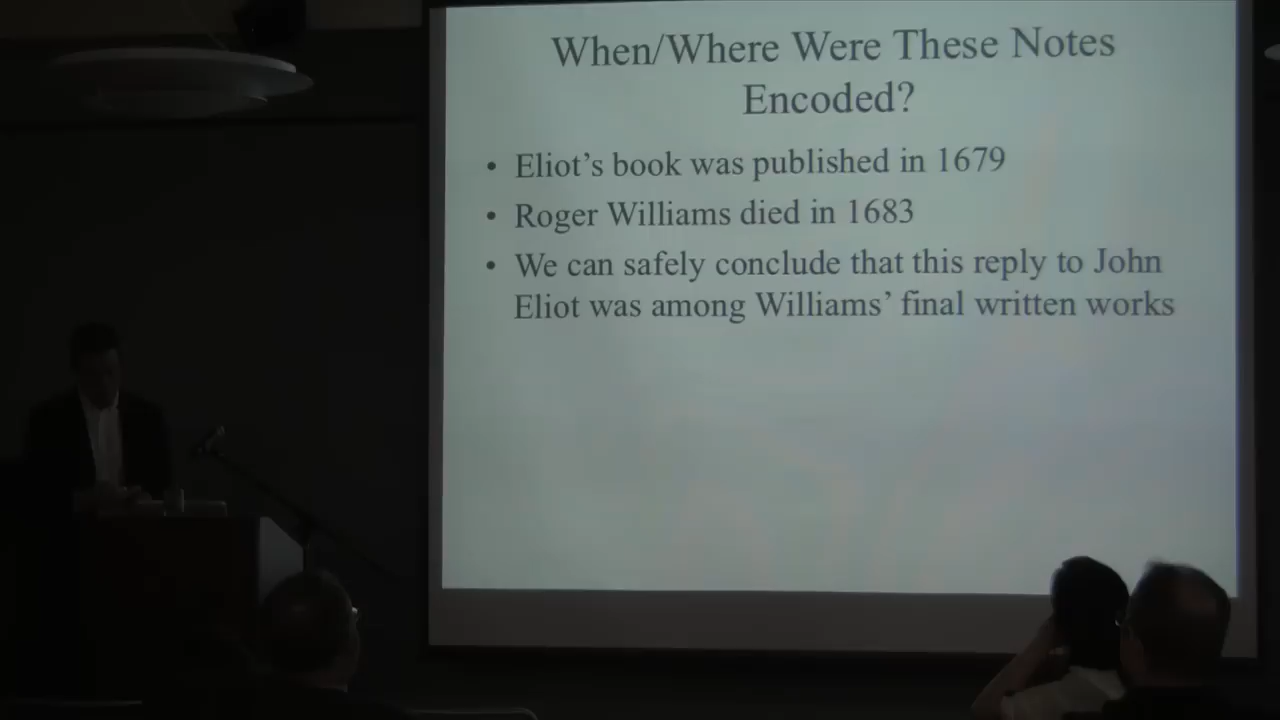 When/Where Were These Notes
Encoded?
• Eliot's book was published in 1679
• Roger Williams died in 1683
• We can safely conclude that this reply to John
Eliot was among Williams' final written works